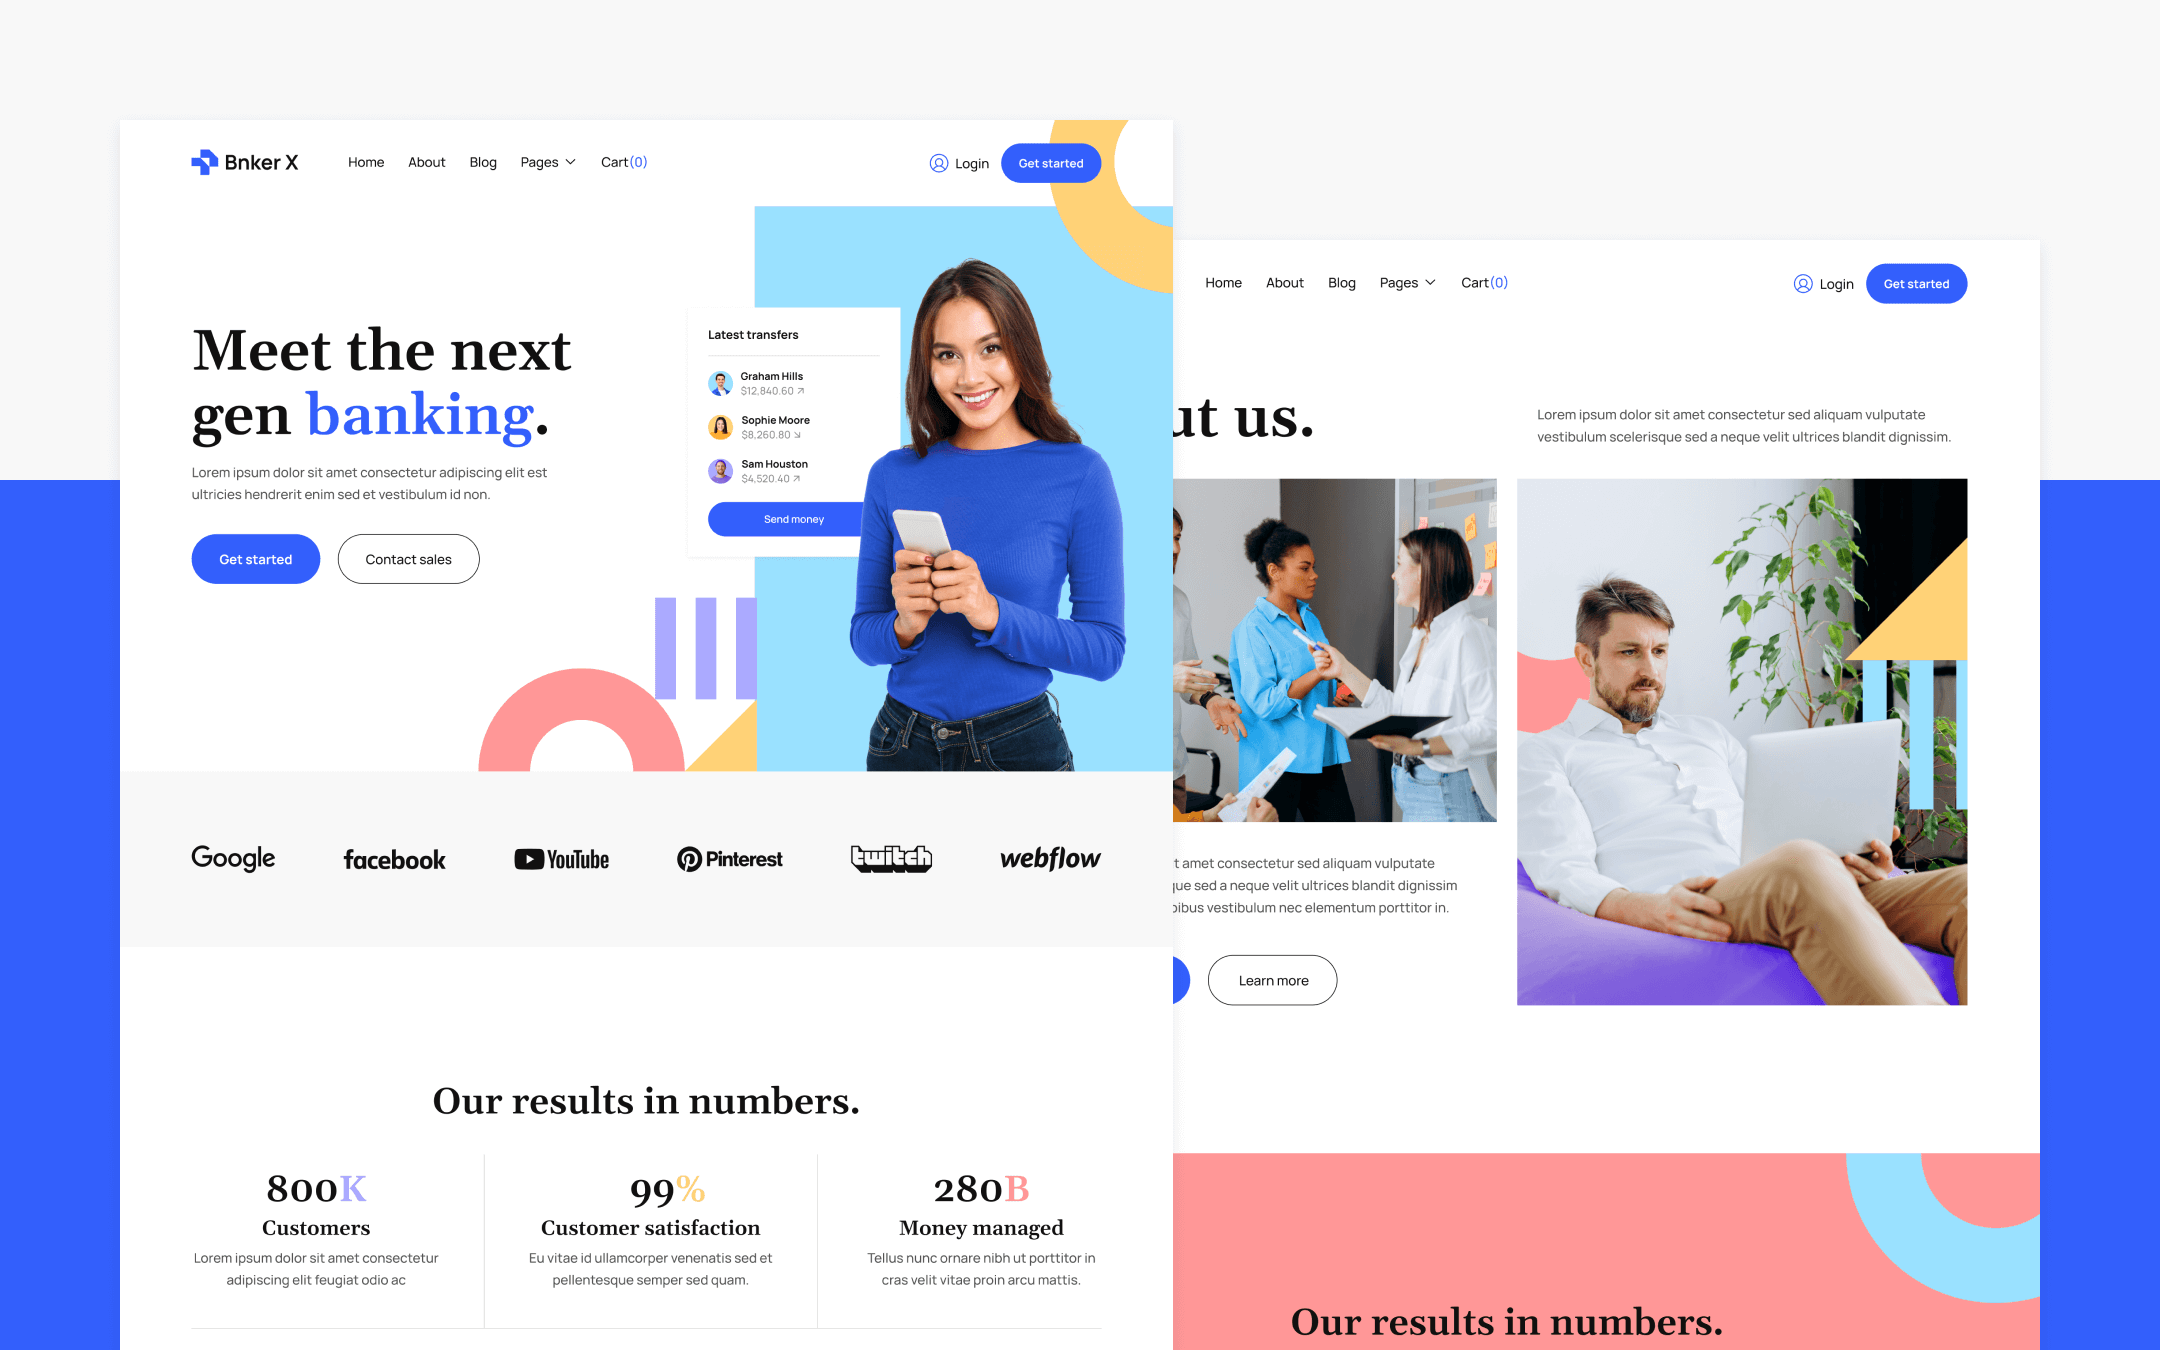 Bnker X
Home About Blog Pages Cart(0)
Login Get started
Meet the next
gen banking.
Lorem ipsum dolor sit amet consectetur adipiscing elit est
ultricies hendrerit enim sed et vestibulum id non.
Get started Contact sales
Latest transfers
Graham Hills
$12,840.60
Sophie Moore
$8,260.80
Sam Houston
$4,520.40
Send money
Google facebook YouTube Pinterest twitch webflow
Our results in numbers.
800K
Customers
Lorem ipsum dolor sit amet consectetur
adipiscing elit feugiat odio ac
99%
Customer satisfaction
Eu vitae id ullamcorper venenatis sed et
pellentesque semper sed quam.
280B
Money managed
Tellus nunc ornare nibh ut porttitor in
cras velit vitae proin arcu mattis.
Home About Blog Pages Cart(0)
Login Get started
ut us.
Lorem ipsum dolor sit amet consectetur sed aliquam vulputate
vestibulum scelerisque sed a neque velit ultrices blandit dignissim.
t amet consectetur sed aliquam vulputate
que sed a neque velit ultrices blandit dignissim
pibus vestibulum nec elementum porttitor in.
Learn more
Our results in numbers.